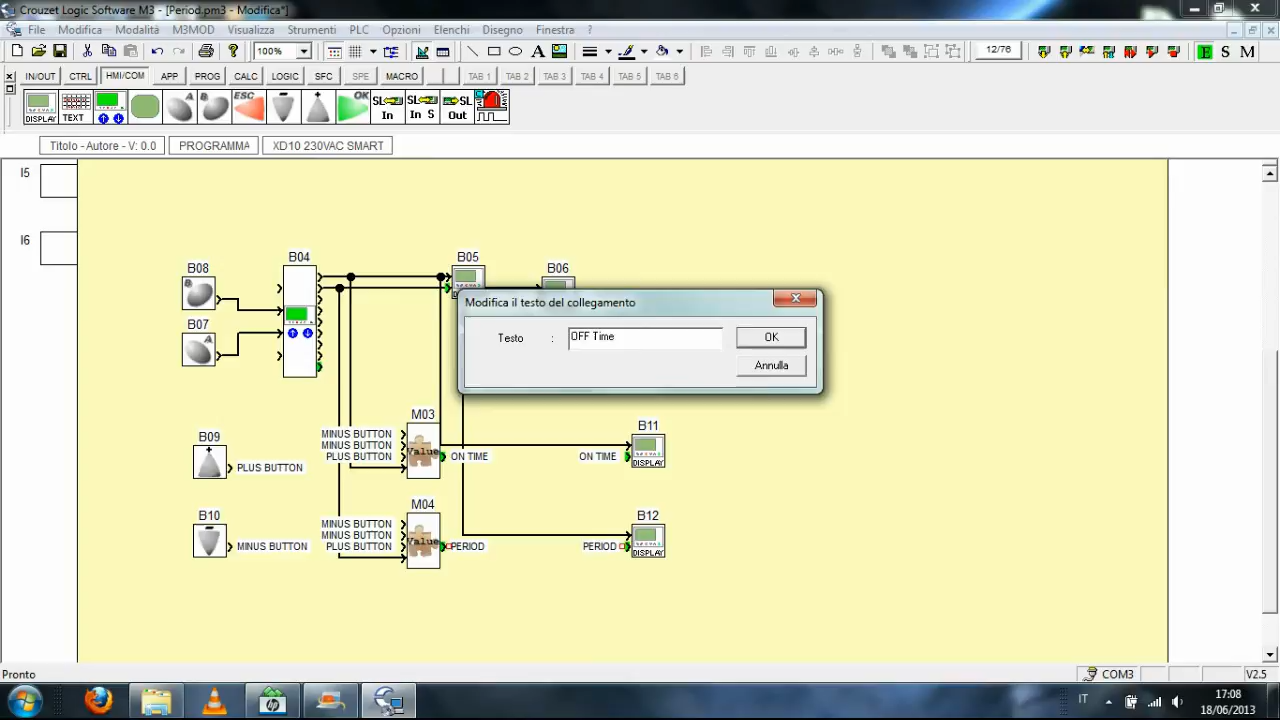 Crouzet Logic Software M3 - [Period.pm3 - Modifica*]
File Modifica Modalità M3MOD Visualizza Strumenti PLC Opzioni Elenchi Disegno Finestra ?
100% A 12/76 E S M
IN/OUT CTRL HMI/COM APP PROG CALC LOGIC SFC SPE MACRO TAB 1 TAB 2 TAB 3 TAB 4 TAB 5 TAB 6
DISPLAY TEXT A B ESC - + OK SL In SL In S SL Out
Titolo - Autore - V: 0.0 PROGRAMMA XD10 230VAC SMART
I5
I6
B08
B04
B05
B06
B07
Modifica il testo del collegamento
Testo : OFF Time OK
Annulla
M03
B11
B09
MINUS BUTTON
MINUS BUTTON
PLUS BUTTON
Value
ON TIME
ON TIME
DISPLAY
PLUS BUTTON
M04
B12
B10
MINUS BUTTON
MINUS BUTTON
PLUS BUTTON
Value
PERIOD
PERIOD
DISPLAY
MINUS BUTTON
Pronto COM3 V2.5
hp IT 17:08
18/06/2013